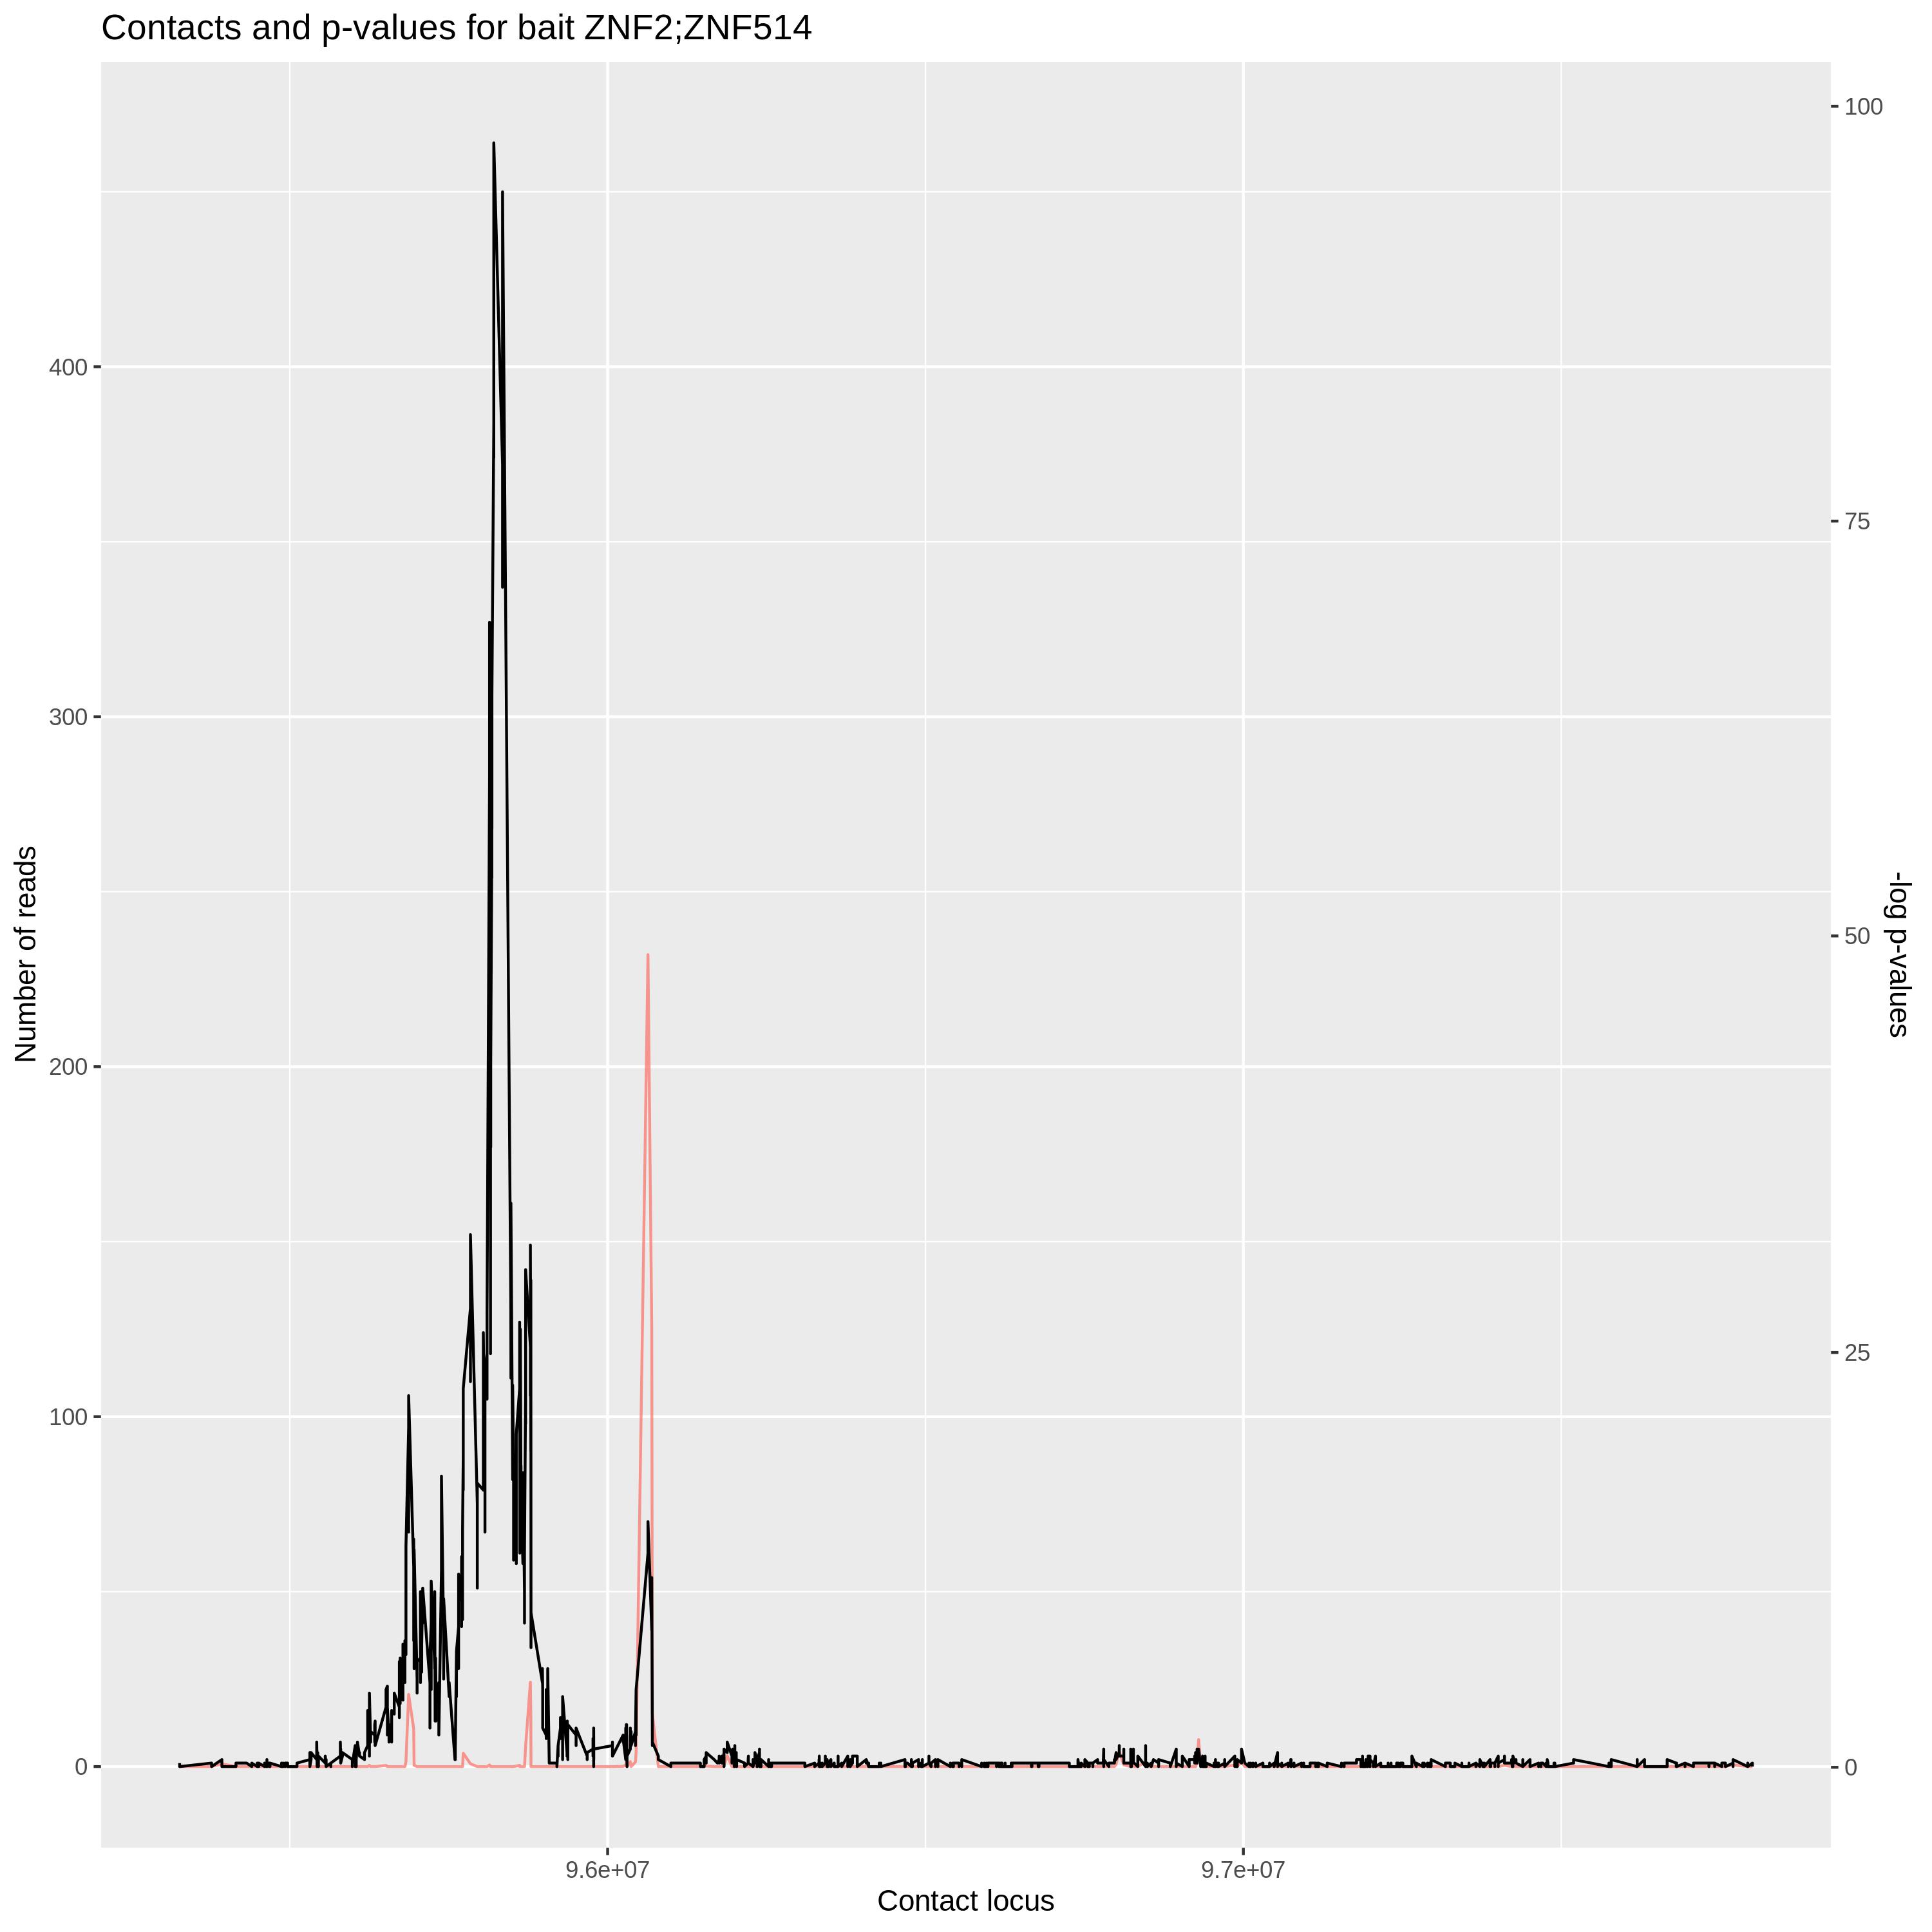 Contacts and p-values for bait ZNF2;ZNF514
100
400
75
300
Number of reads
-log p-values
50
200
25
100
0
0
9.6e+07
9.7e+07
Contact locus